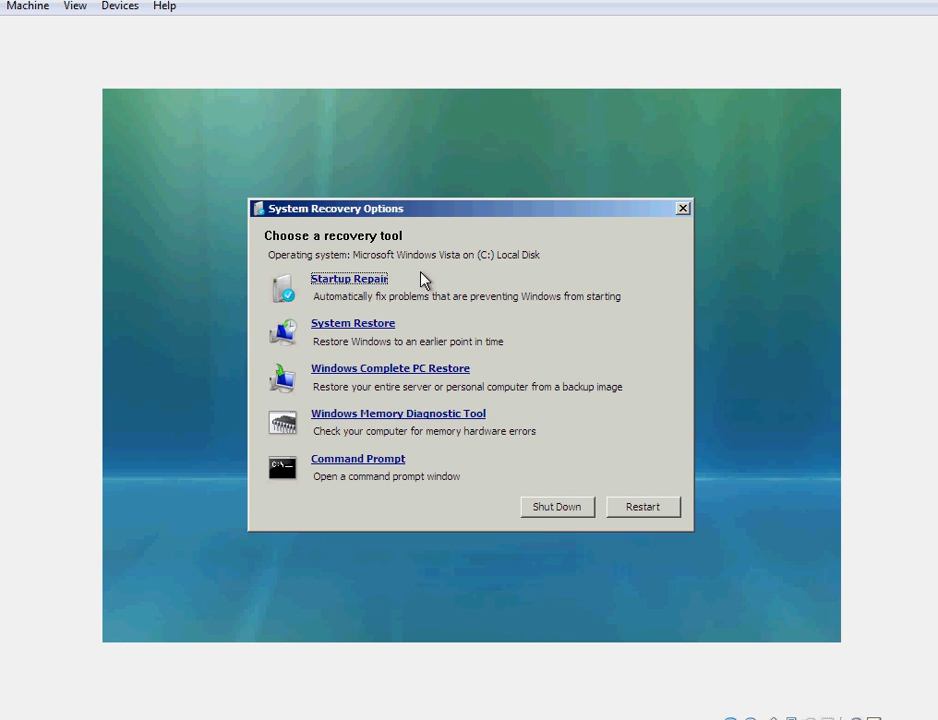 Machine View Devices Help
System Recovery Options
Choose a recovery tool
Operating system: Microsoft Windows Vista on (C:) Local Disk
Startup Repair
Automatically fix problems that are preventing Windows from starting
System Restore
Restore Windows to an earlier point in time
Windows Complete PC Restore
Restore your entire server or personal computer from a backup image
Windows Memory Diagnostic Tool
Check your computer for memory hardware errors
C:\_
Command Prompt
Open a command prompt window
Shut Down Restart